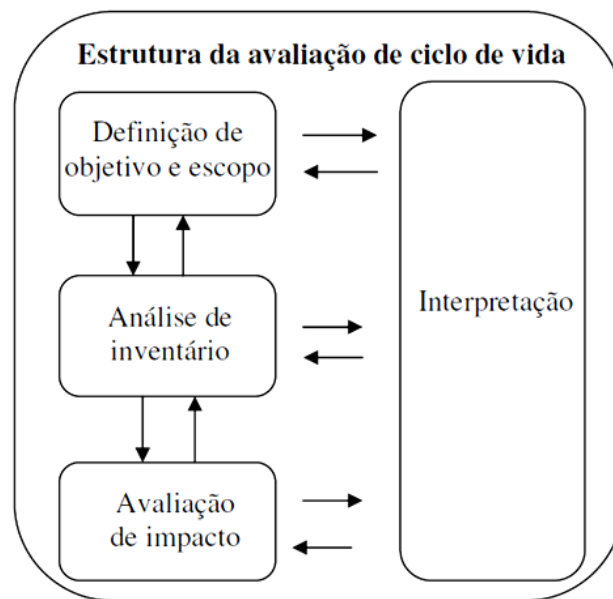 Estrutura da avaliação de ciclo de vida
Definição de
objetivo e escopo
Análise de
inventário
Avaliação
de impacto
Interpretação